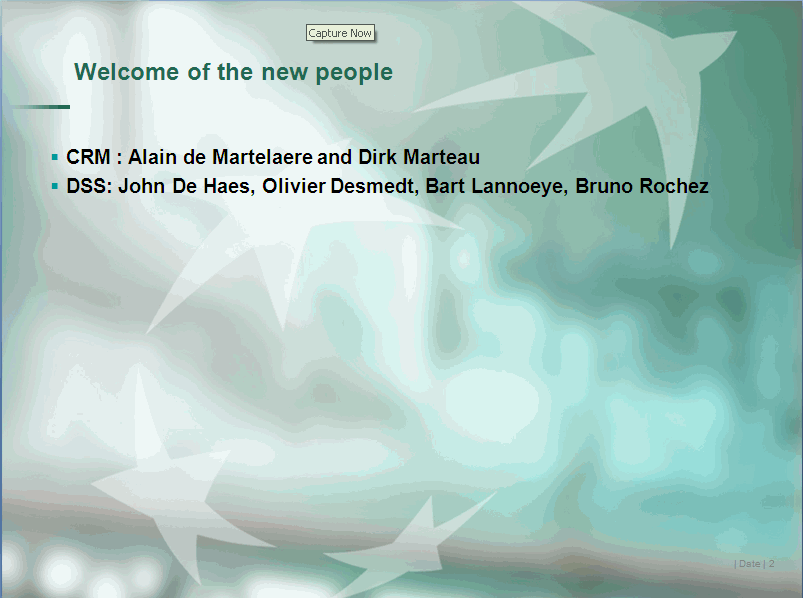 Capture Now
Welcome of the new people
CRM : Alain de Martelaere and Dirk Marteau
DSS: John De Haes, Olivier Desmedt, Bart Lannoeye, Bruno Rochez
| Date | 2